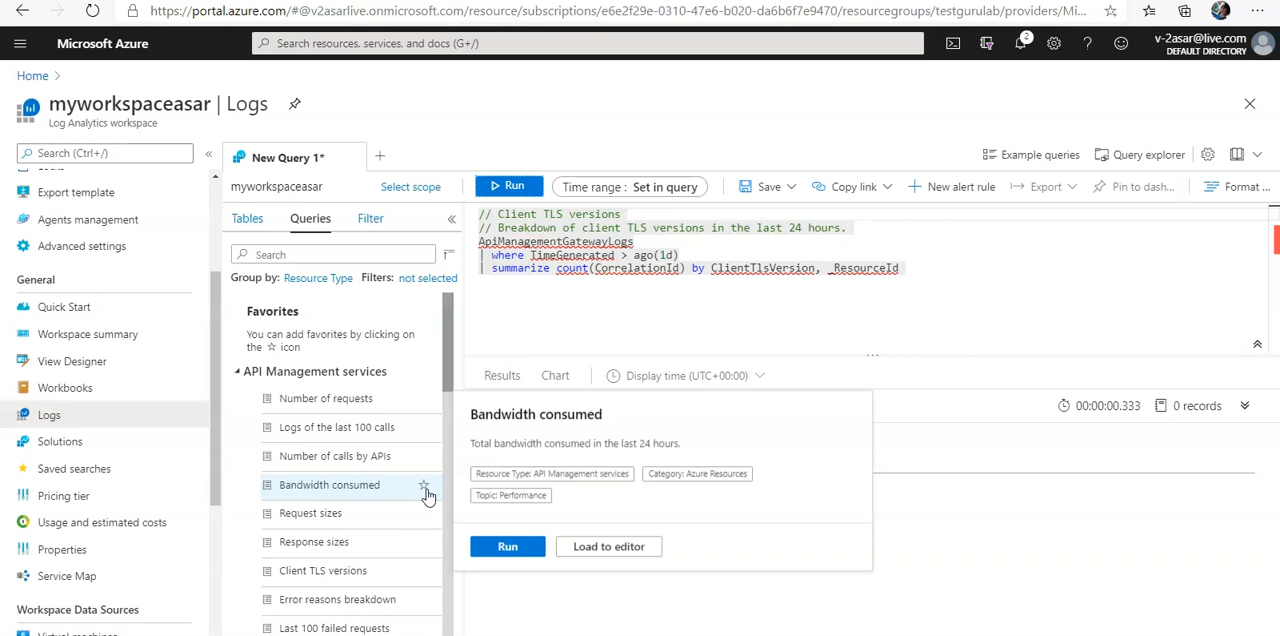 https://portal.azure.com/#@v2asarlive.onmicrosoft.com/resource/subscriptions/e6e2f29e-0310-47e6-b020-da6b6f7e9470/resourcegroups/testgurulab/providers/Mi...
Microsoft Azure
Search resources, services, and docs (G+/)
2
v-2asar@live.com
DEFAULT DIRECTORY
Home >
myworkspaceasar | Logs
Log Analytics workspace
Search (Ctrl+/)
«
New Query 1*
+
Example queries
Query explorer
myworkspaceasar
Select scope
Run
Time range : Set in query
Save
Copy link
New alert rule
Export
Pin to dash...
Format ...
Export template
Agents management
Advanced settings
General
Quick Start
Workspace summary
View Designer
Workbooks
Logs
Solutions
Saved searches
Pricing tier
Usage and estimated costs
Properties
Service Map
Workspace Data Sources
Tables
Queries
Filter
«
Search
Group by: Resource Type Filters: not selected
Favorites
You can add favorites by clicking on
the ☆ icon
API Management services
Number of requests
Logs of the last 100 calls
Number of calls by APIs
Bandwidth consumed
Request sizes
Response sizes
Client TLS versions
Error reasons breakdown
Last 100 failed requests
// Client TLS versions
// Breakdown of client TLS versions in the last 24 hours.
ApiManagementGatewayLogs
| where TimeGenerated > ago(1d)
| summarize count(CorrelationId) by ClientTlsVersion, _ResourceId
...
Results
Chart
Display time (UTC+00:00)
00:00:00.333
0 records
Bandwidth consumed
Total bandwidth consumed in the last 24 hours.
Resource Type: API Management services
Category: Azure Resources
Topic: Performance
Run
Load to editor